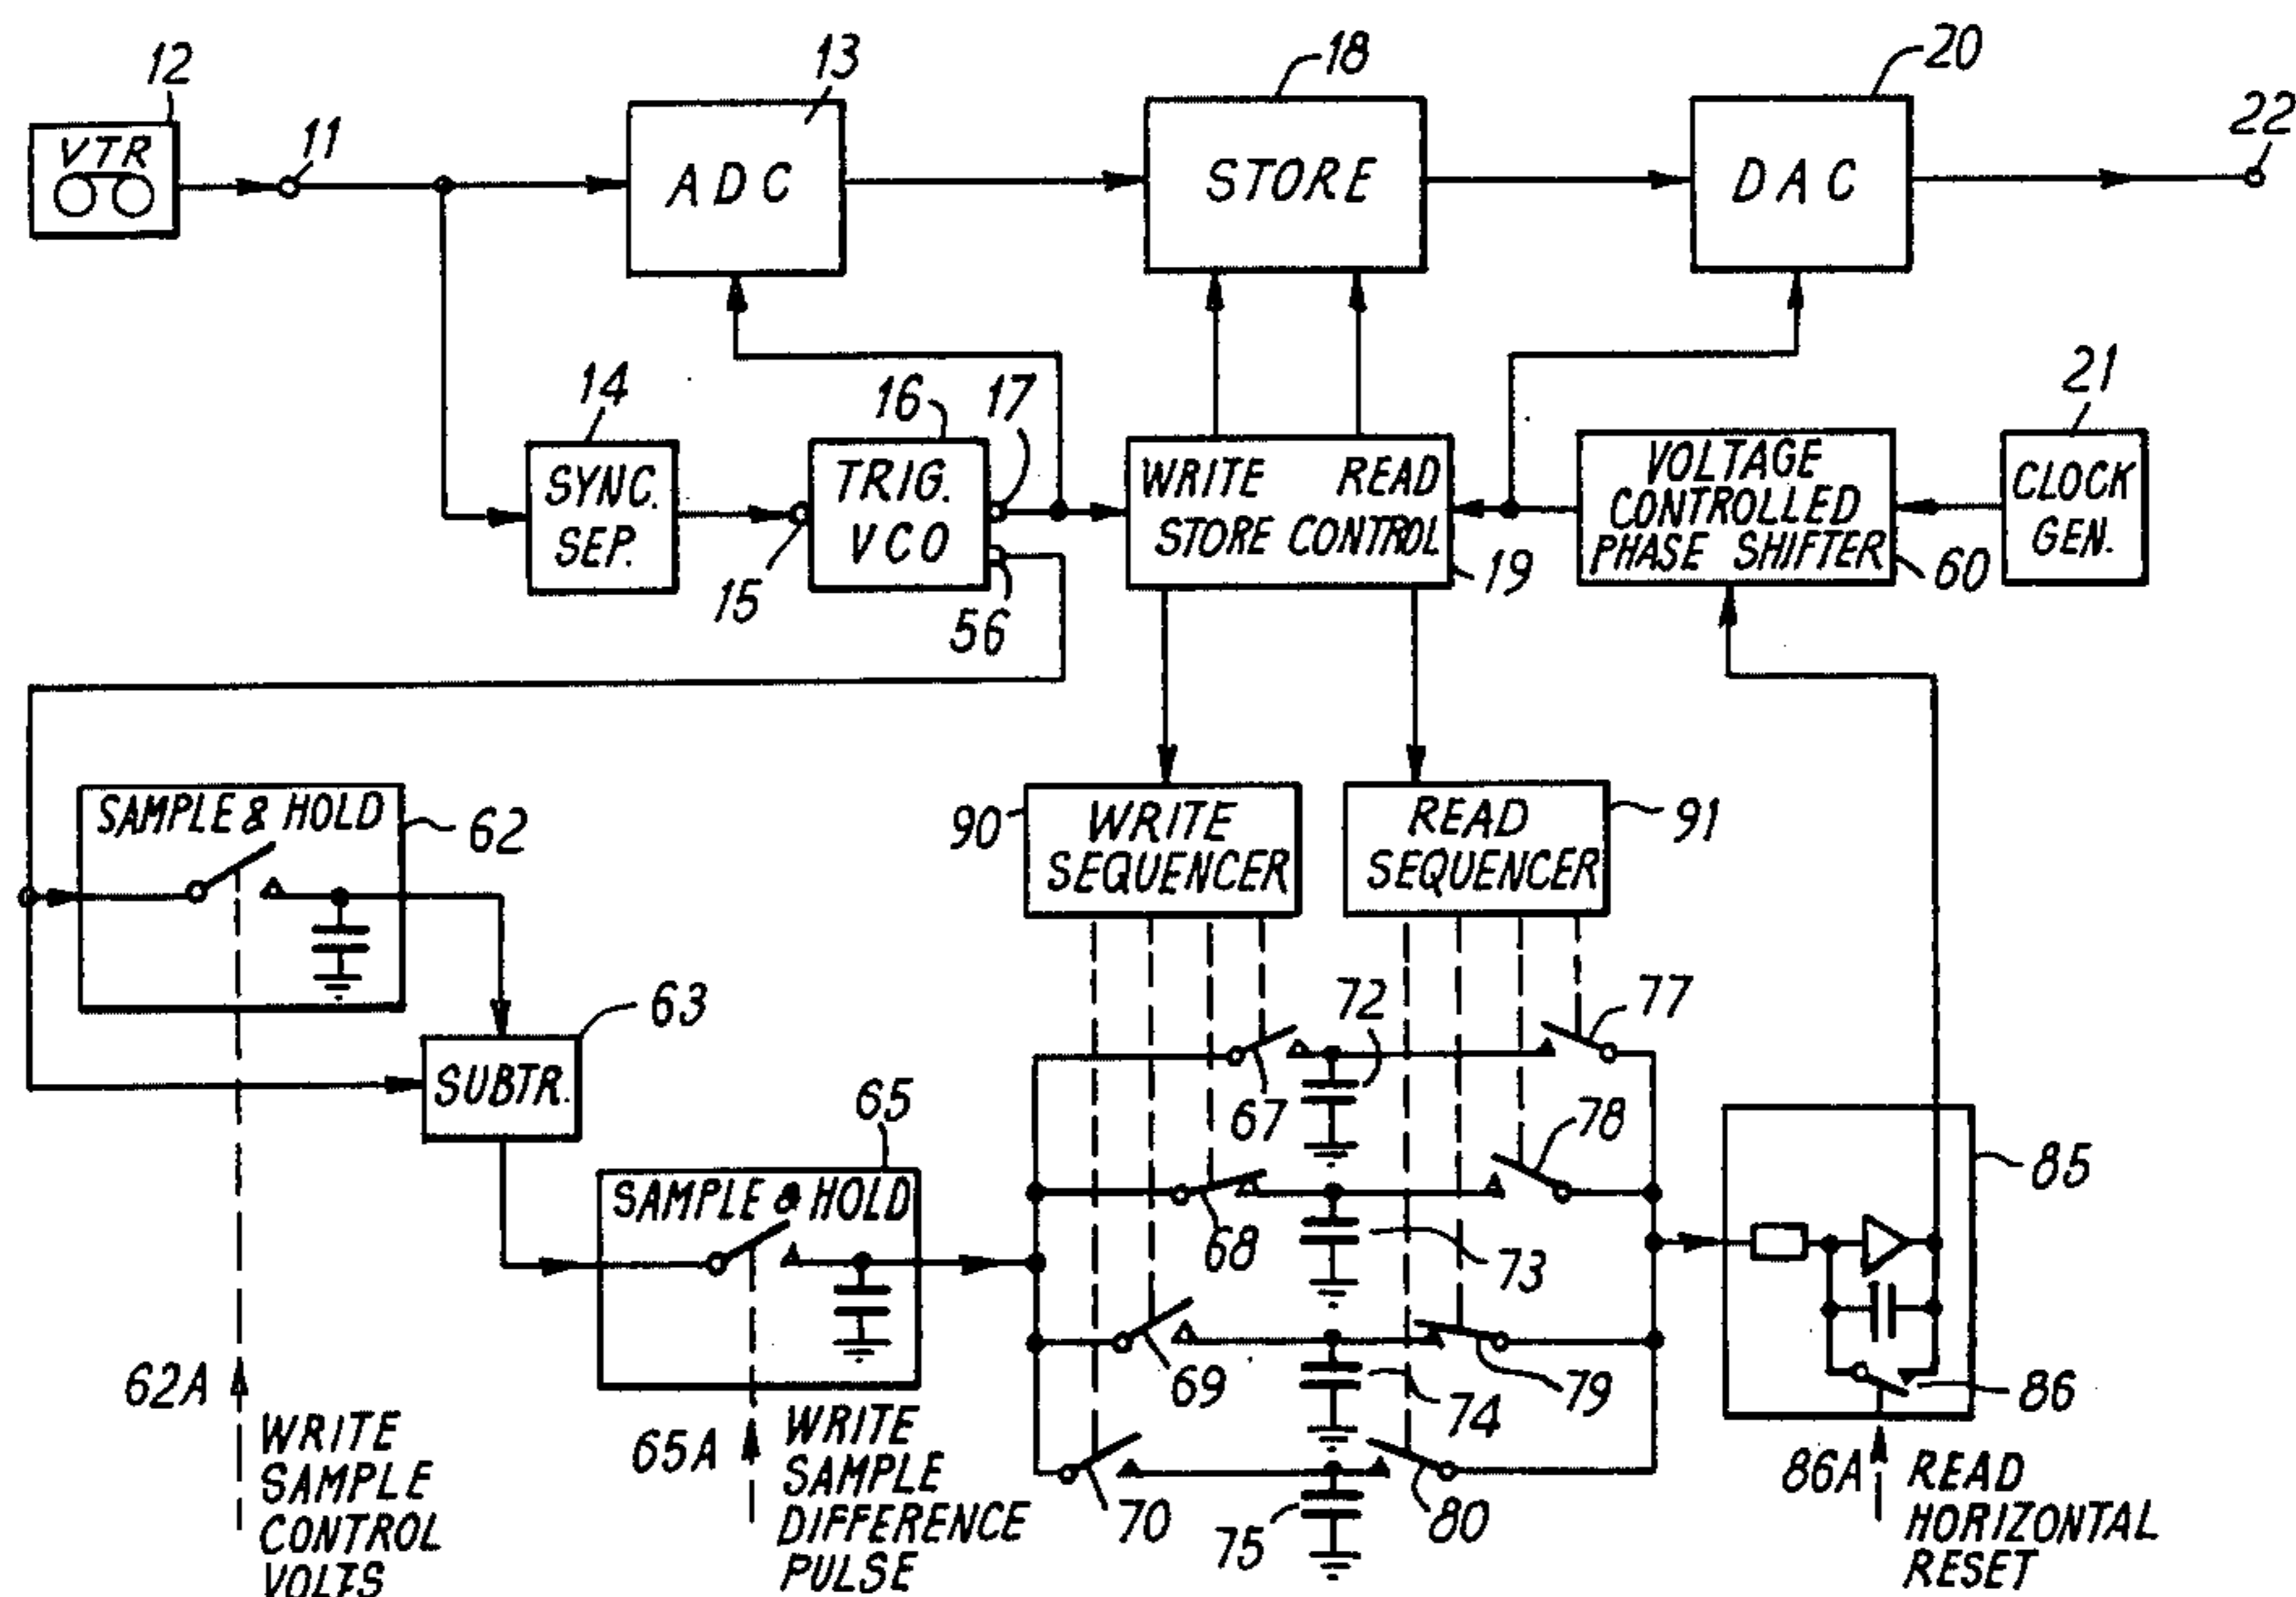 12
13
18
20
22
11
VTR
ADC
STORE
DAC
14
16
17
21
SYNC.
SEP.
TRIG.
VCO
WRITE READ
STORE CONTROL
VOLTAGE
CONTROLLED
PHASE SHIFTER
CLOCK
GEN.
15
56
19
60
SAMPLE & HOLD
62
90
WRITE
SEQUENCER
READ
SEQUENCER
91
63
SUBTR.
72
77
67
65
SAMPLE & HOLD
78
85
68
73
62A
WRITE
SAMPLE
CONTROL
VOLTS
65A
WRITE
SAMPLE
DIFFERENCE
PULSE
69
74
79
86
70
75
80
86A
READ
HORIZONTAL
RESET